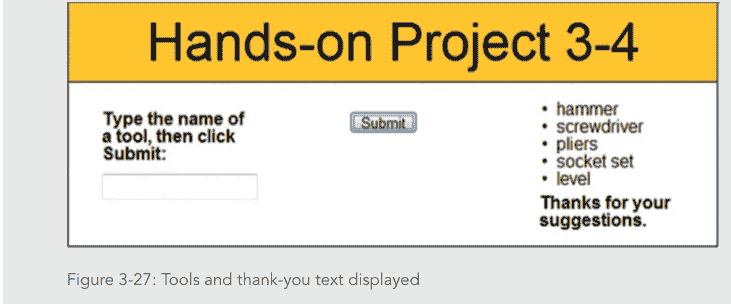 Hands-on Project 3-4
Type the name of
a tool, then click
Submit:
Submit
• hammer
• screwdriver
• pliers
• socket set
• level
Thanks for your
suggestions.
Figure 3-27: Tools and thank-you text displayed